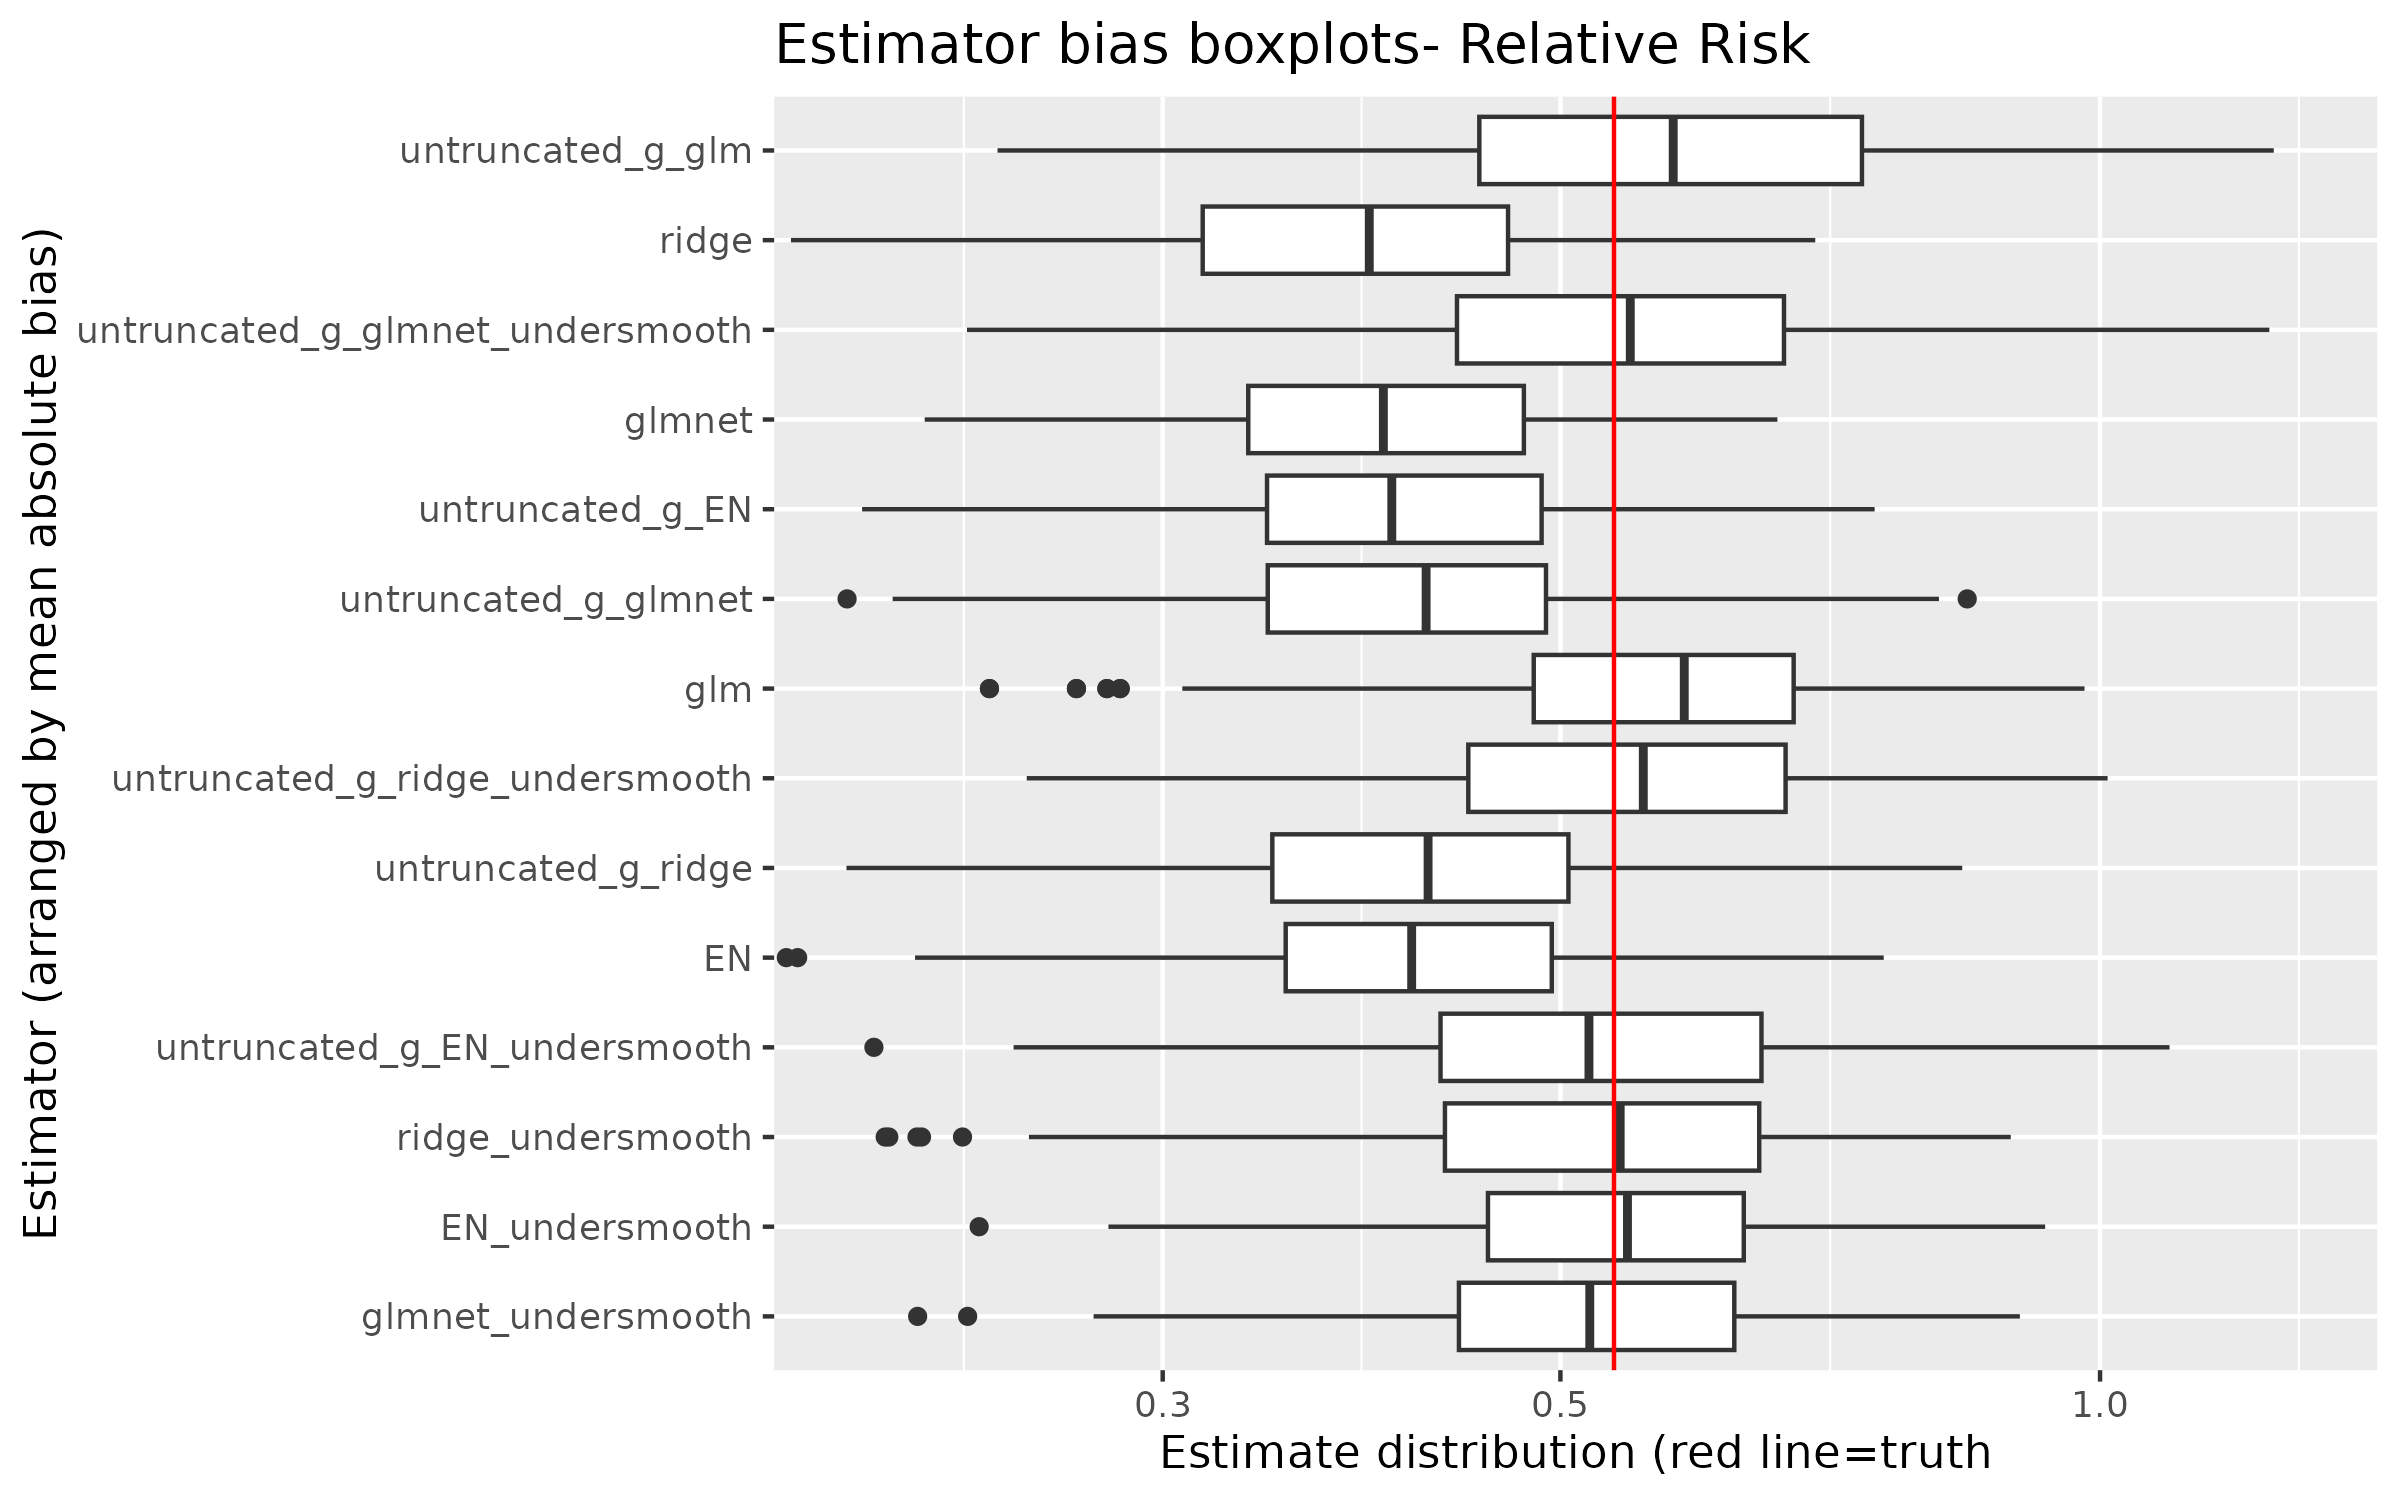 Estimator bias boxplots- Relative Risk
Estimator (arranged by mean absolute bias)
untruncated_g_glm
ridge
untruncated_g_glmnet_undersmooth
glmnet
untruncated_g_EN
untruncated_g_glmnet
glm
untruncated_g_ridge_undersmooth
untruncated_g_ridge
EN
untruncated_g_EN_undersmooth
ridge_undersmooth
EN_undersmooth
glmnet_undersmooth
0.3 0.5 1.0
Estimate distribution (red line=truth